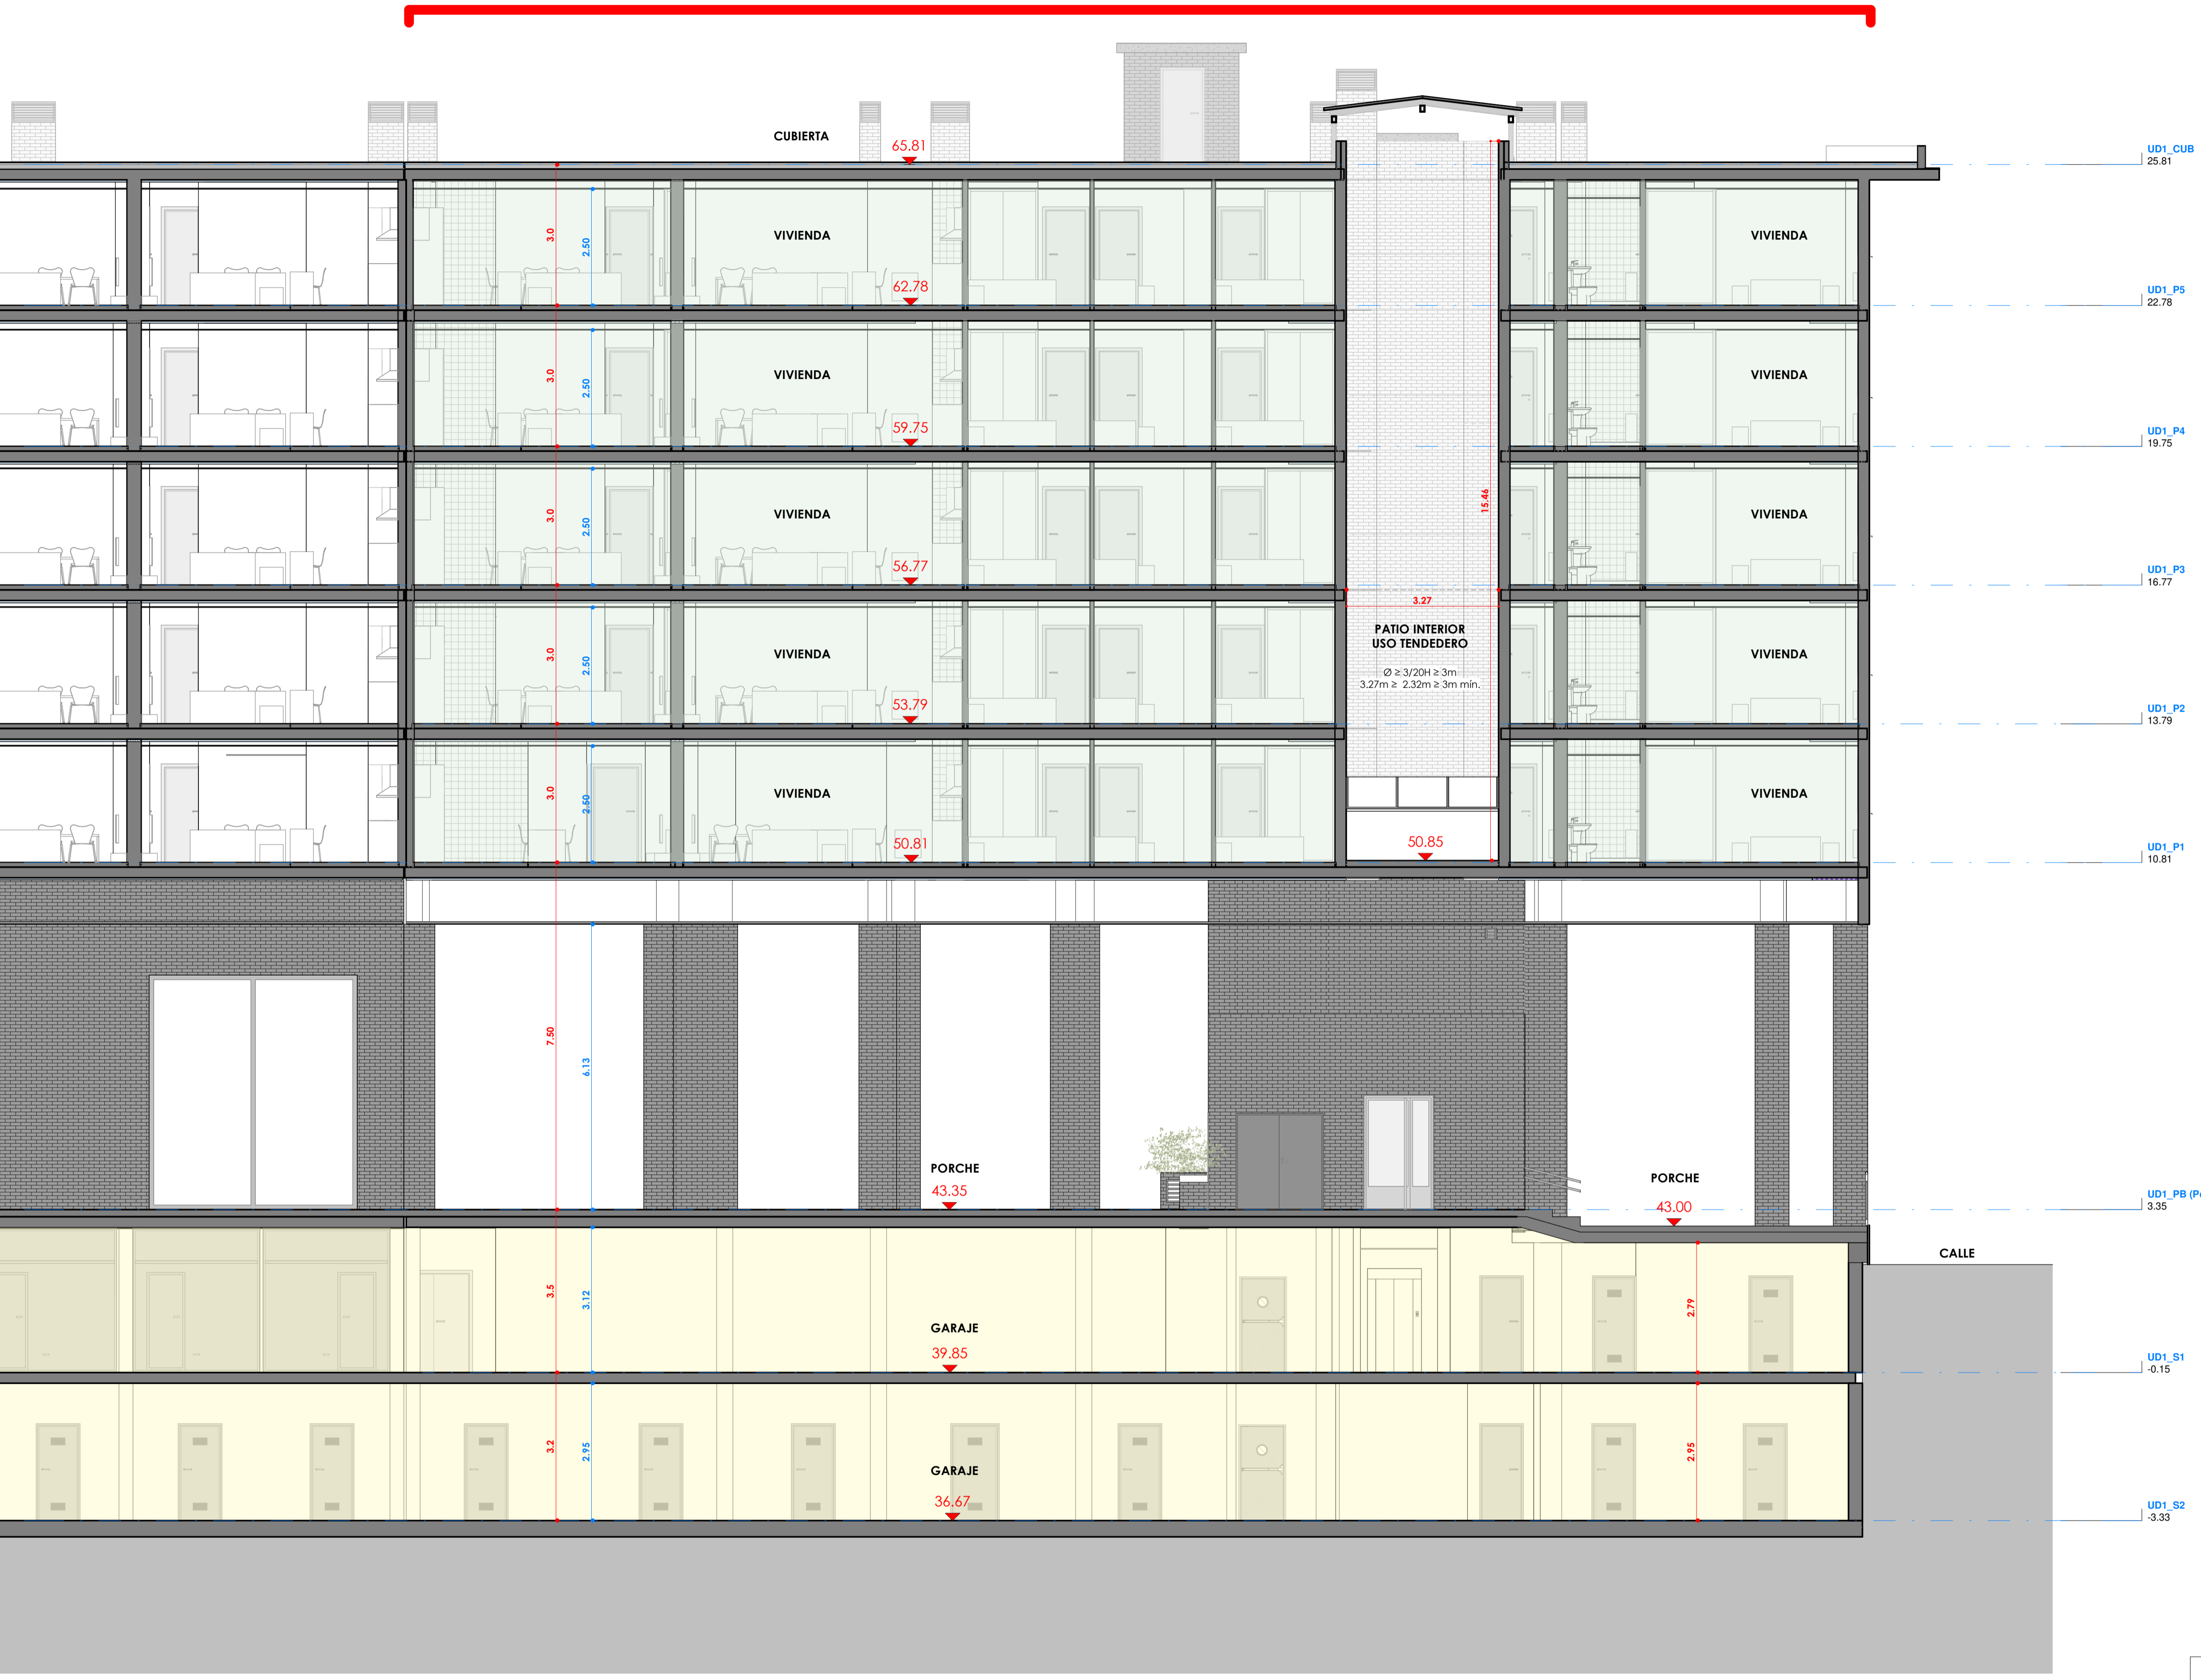 CUBIERTA
65.81
UD1_CUB
25.81
VIVIENDA
VIVIENDA
3.0
2.50
62.78
UD1_P5
22.78
VIVIENDA
VIVIENDA
3.0
2.50
59.75
UD1_P4
19.75
VIVIENDA
VIVIENDA
3.0
2.50
15.46
56.77
UD1_P3
16.77
3.27
PATIO INTERIOR
USO TENDEDERO
Ø ≥ 3/20H ≥ 3m
3.27m ≥ 2.32m ≥ 3m mín.
VIVIENDA
VIVIENDA
3.0
2.50
53.79
UD1_P2
13.79
VIVIENDA
VIVIENDA
3.0
2.50
50.81
50.85
UD1_P1
10.81
7.50
6.13
PORCHE
43.35
PORCHE
43.00
UD1_PB (P
3.35
CALLE
3.5
3.12
2.79
GARAJE
39.85
UD1_S1
-0.15
3.2
2.95
2.95
GARAJE
36.67
UD1_S2
-3.33